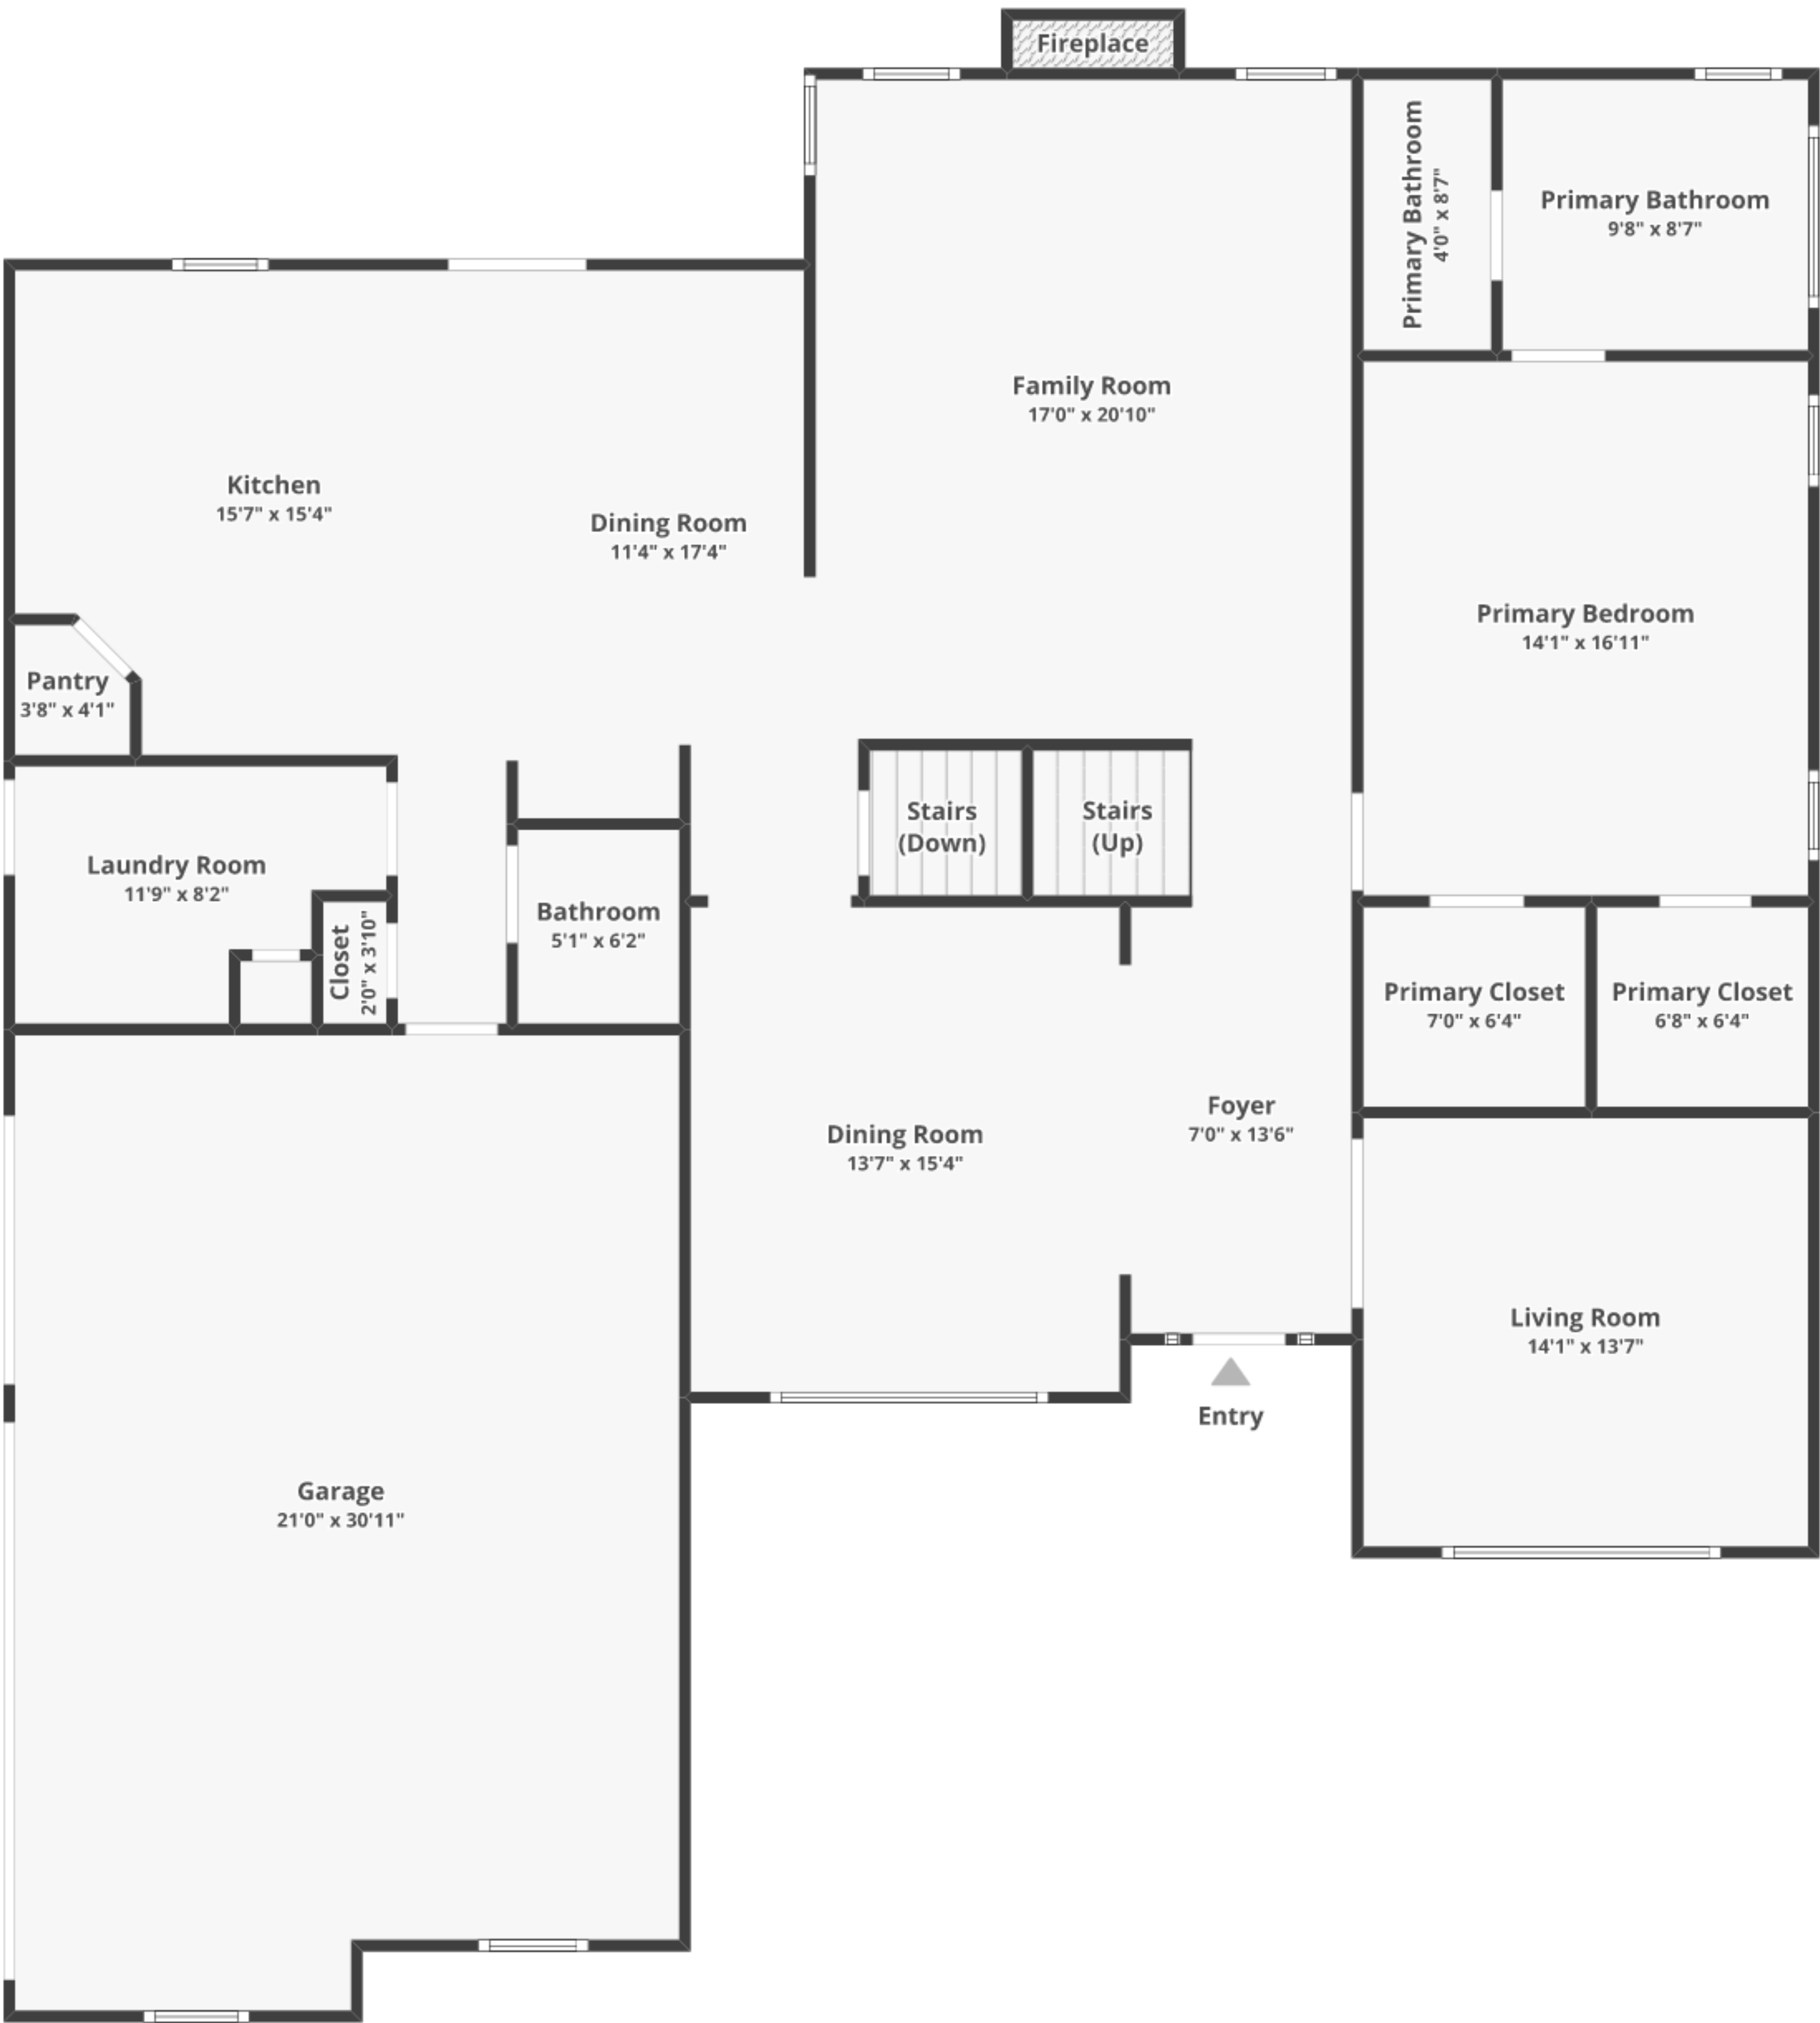 Fireplace
Primary Bathroom
4'0" x 8'7"
Primary Bathroom
9'8" x 8'7"
Family Room
17'0" x 20'10"
Kitchen
15'7" x 15'4"
Dining Room
11'4" x 17'4"
Primary Bedroom
14'1" x 16'11"
Pantry
3'8" x 4'1"
Stairs
(Down)
Stairs
(Up)
Laundry Room
11'9" x 8'2"
Bathroom
5'1" x 6'2"
Closet
2'0" x 3'10"
Primary Closet
7'0" x 6'4"
Primary Closet
6'8" x 6'4"
Foyer
7'0" x 13'6"
Dining Room
13'7" x 15'4"
Living Room
14'1" x 13'7"
Entry
Garage
21'0" x 30'11"